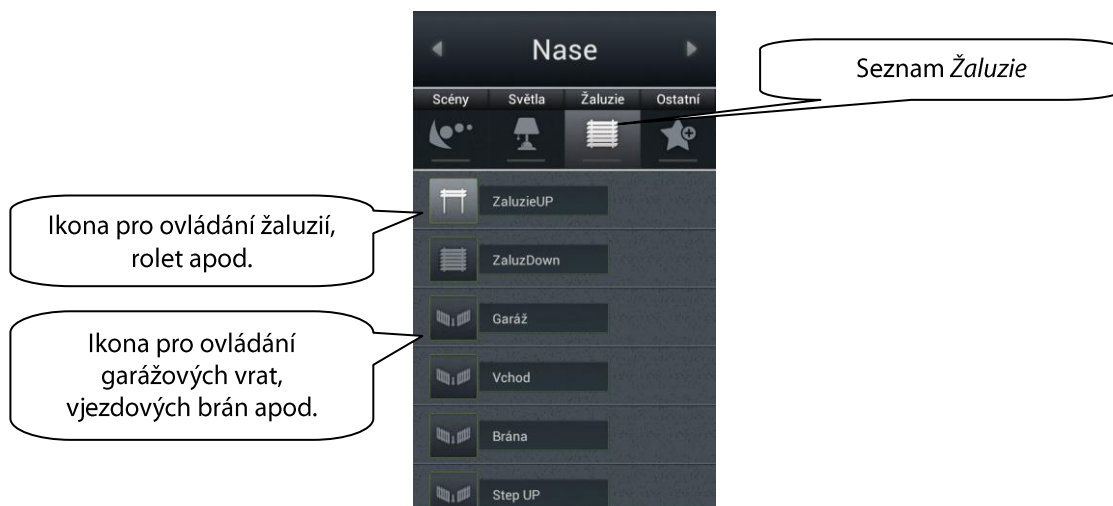 Nase
Seznam Žaluzie
Scény Světla Žaluzie Ostatní
Ikona pro ovládání žaluzií,
rolet apod.
ZaluzieUP
ZaluzDown
Ikona pro ovládání
garážových vrat,
vjezdových brán apod.
Garáž
Vchod
Brána
Step UP